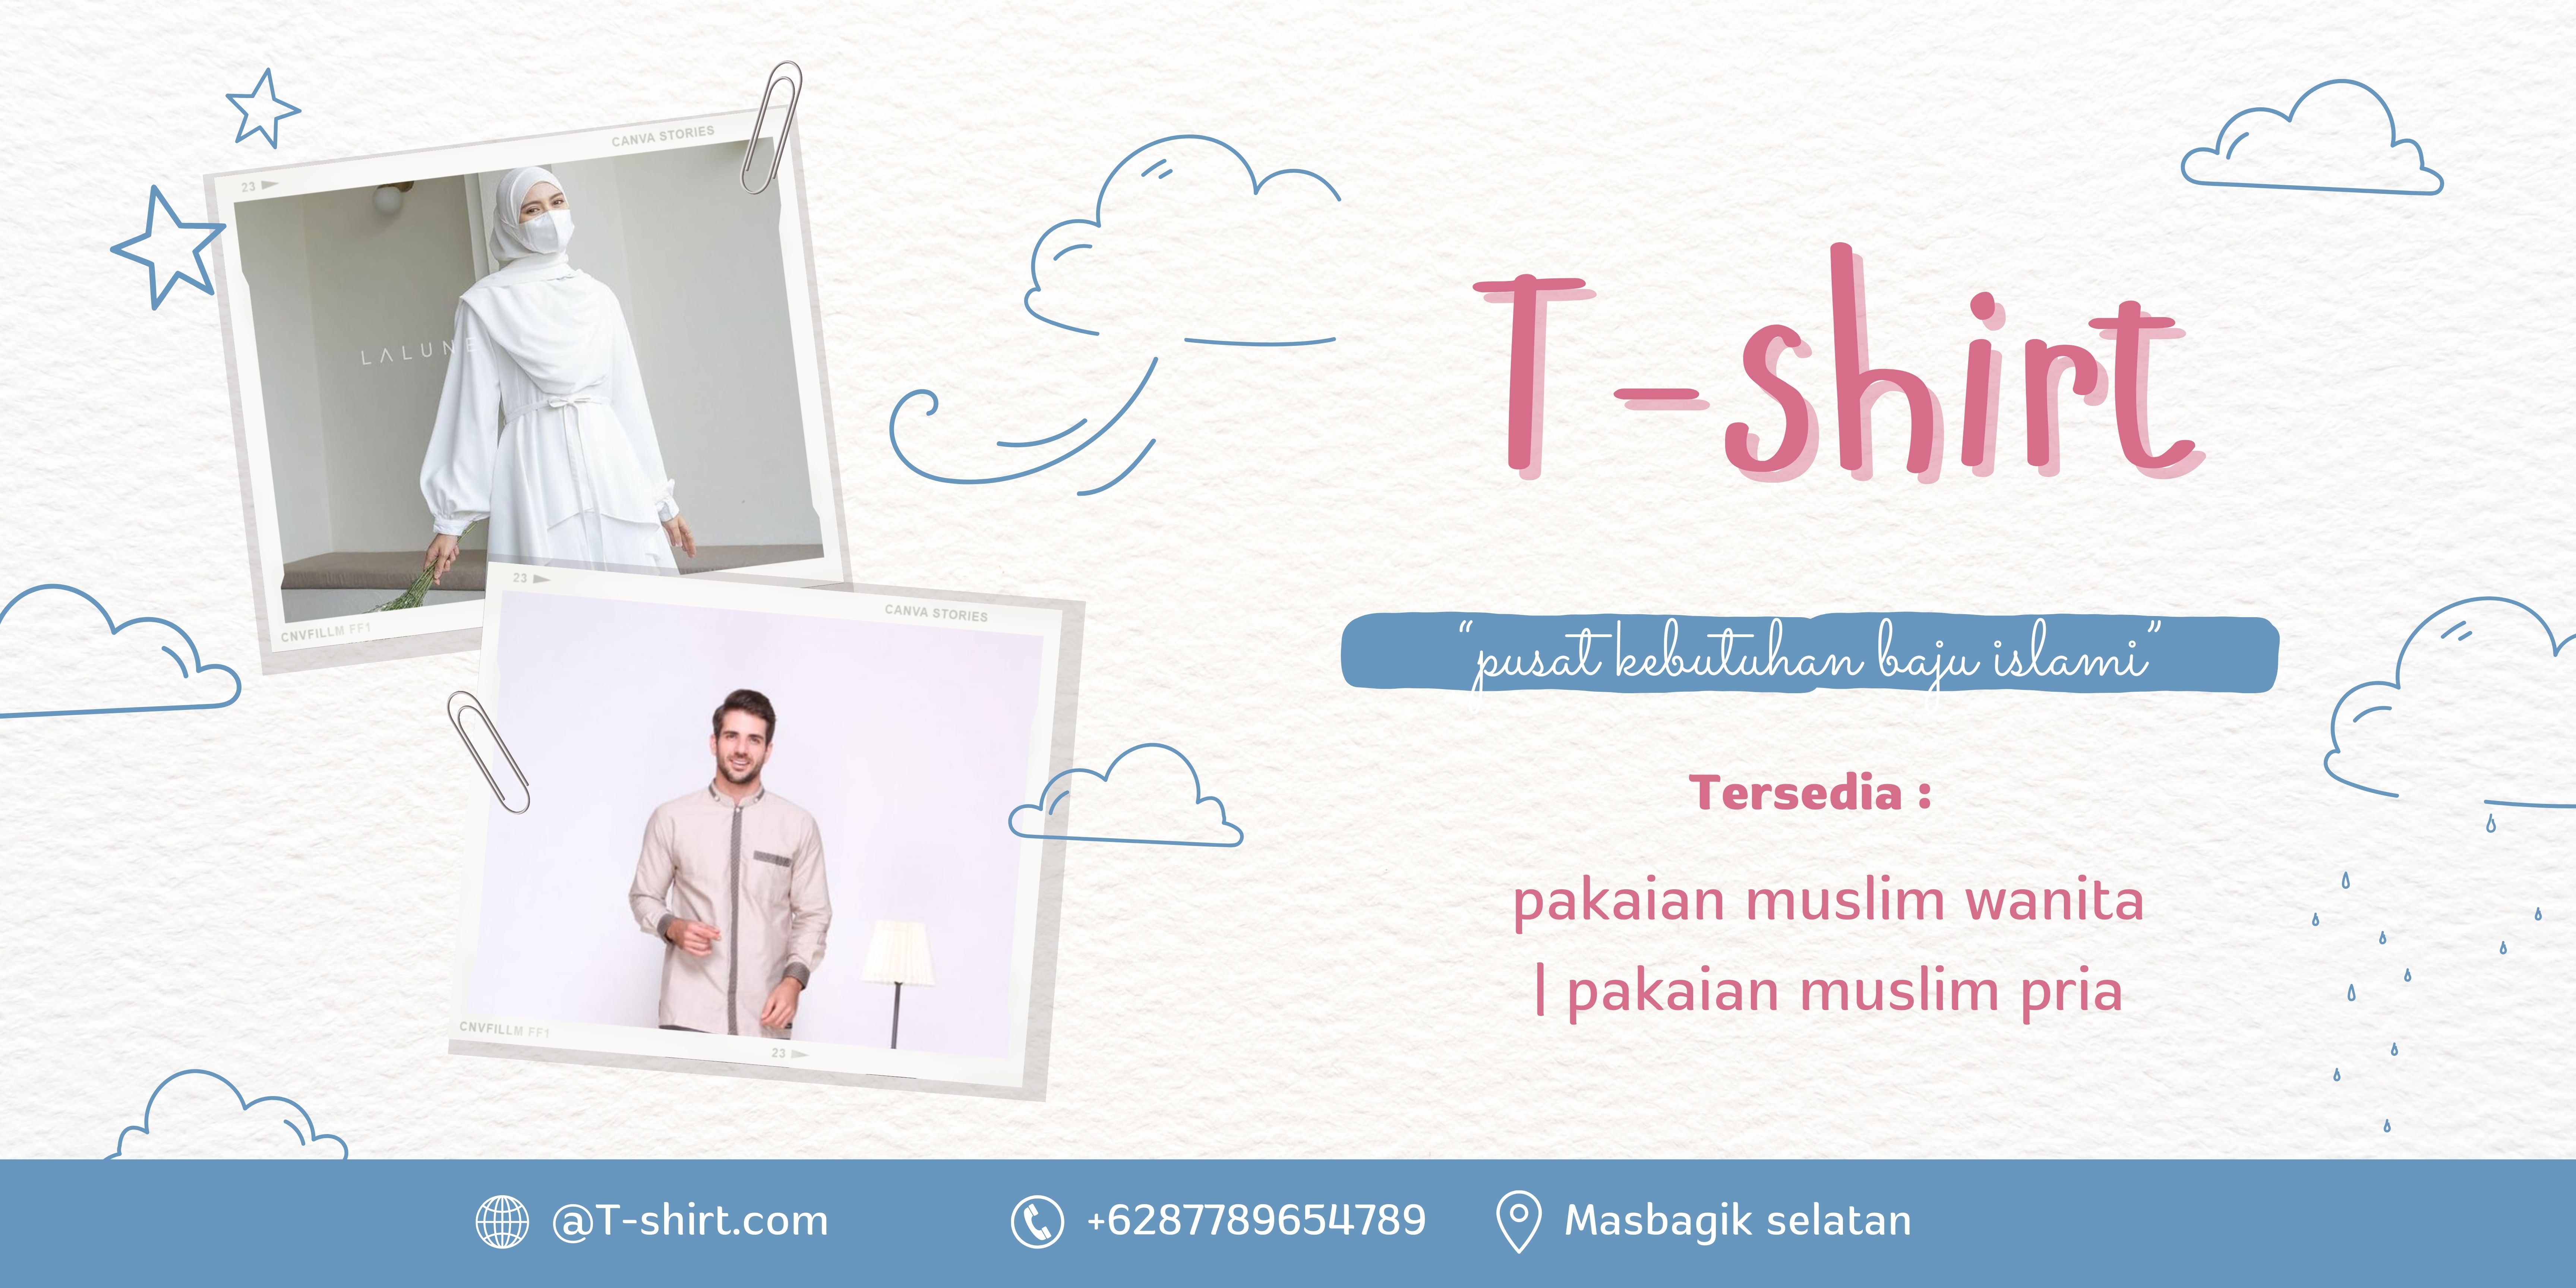 CANVA STORIES
23
LALUNE
CNVFILLM FF1
23
CANVA STORIES
CNVFILLM FF1
23
T-shirt
“pusat kebutuhan baju islami”
Tersedia :
pakaian muslim wanita
| pakaian muslim pria
@T-shirt.com
+6287789654789
Masbagik selatan